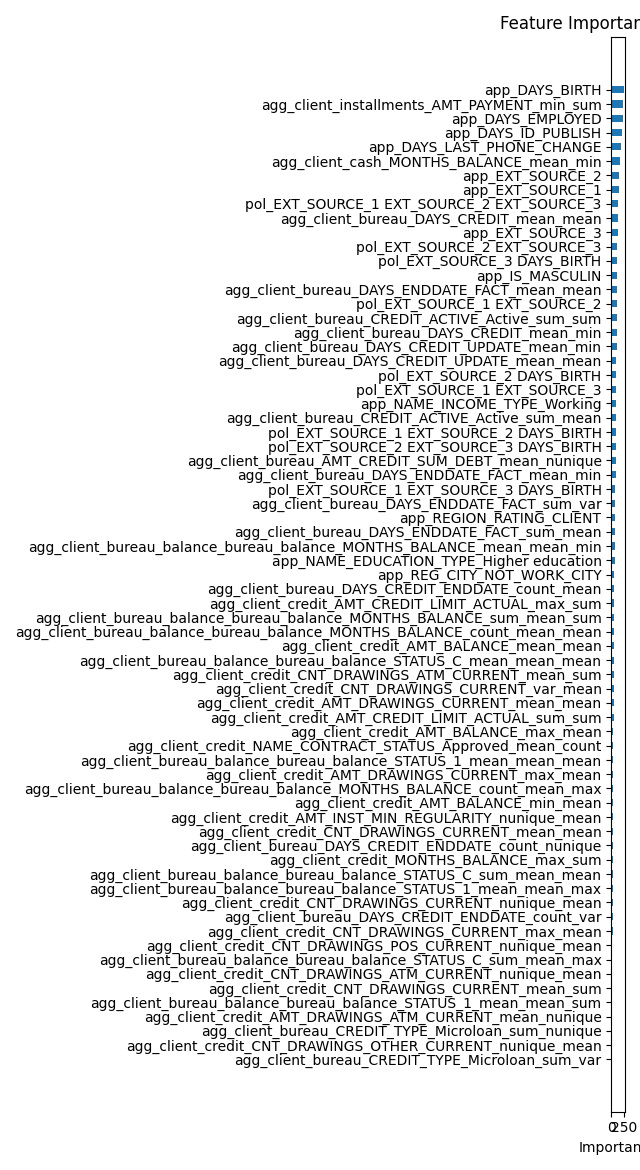 Feature Importan
app_DAYS_BIRTH
agg_client_installments_AMT_PAYMENT_min_sum
app_DAYS_EMPLOYED
app_DAYS_ID_PUBLISH
app_DAYS_LAST_PHONE_CHANGE
agg_client_cash_MONTHS_BALANCE_mean_min
app_EXT_SOURCE_2
app_EXT_SOURCE_1
pol_EXT_SOURCE_1 EXT_SOURCE_2 EXT_SOURCE_3
agg_client_bureau_DAYS_CREDIT_mean_mean
app_EXT_SOURCE_3
pol_EXT_SOURCE_2 EXT_SOURCE_3
pol_EXT_SOURCE_3 DAYS_BIRTH
app_IS_MASCULIN
agg_client_bureau_DAYS_ENDDATE_FACT_mean_mean
pol_EXT_SOURCE_1 EXT_SOURCE_2
agg_client_bureau_CREDIT_ACTIVE_Active_sum_sum
agg_client_bureau_DAYS_CREDIT_mean_min
agg_client_bureau_DAYS_CREDIT_UPDATE_mean_min
agg_client_bureau_DAYS_CREDIT_UPDATE_mean_mean
pol_EXT_SOURCE_2 DAYS_BIRTH
pol_EXT_SOURCE_1 EXT_SOURCE_3
app_NAME_INCOME_TYPE_Working
agg_client_bureau_CREDIT_ACTIVE_Active_sum_mean
pol_EXT_SOURCE_1 EXT_SOURCE_2 DAYS_BIRTH
pol_EXT_SOURCE_2 EXT_SOURCE_3 DAYS_BIRTH
agg_client_bureau_AMT_CREDIT_SUM_DEBT_mean_nunique
agg_client_bureau_DAYS_ENDDATE_FACT_mean_min
pol_EXT_SOURCE_1 EXT_SOURCE_3 DAYS_BIRTH
agg_client_bureau_DAYS_ENDDATE_FACT_sum_var
app_REGION_RATING_CLIENT
agg_client_bureau_DAYS_ENDDATE_FACT_sum_mean
agg_client_bureau_balance_bureau_balance_MONTHS_BALANCE_mean_mean_min
app_NAME_EDUCATION_TYPE_Higher education
app_REG_CITY_NOT_WORK_CITY
agg_client_bureau_DAYS_CREDIT_ENDDATE_count_mean
agg_client_credit_AMT_CREDIT_LIMIT_ACTUAL_max_sum
agg_client_bureau_balance_bureau_balance_MONTHS_BALANCE_sum_mean_sum
agg_client_bureau_balance_bureau_balance_MONTHS_BALANCE_count_mean_mean
agg_client_credit_AMT_BALANCE_mean_mean
agg_client_bureau_balance_bureau_balance_STATUS_C_mean_mean_mean
agg_client_credit_CNT_DRAWINGS_ATM_CURRENT_mean_sum
agg_client_credit_CNT_DRAWINGS_CURRENT_var_mean
agg_client_credit_AMT_DRAWINGS_CURRENT_mean_mean
agg_client_credit_AMT_CREDIT_LIMIT_ACTUAL_sum_sum
agg_client_credit_AMT_BALANCE_max_mean
agg_client_credit_NAME_CONTRACT_STATUS_Approved_mean_count
agg_client_bureau_balance_bureau_balance_STATUS_1_mean_mean_mean
agg_client_credit_AMT_DRAWINGS_CURRENT_max_mean
agg_client_bureau_balance_bureau_balance_MONTHS_BALANCE_count_mean_max
agg_client_credit_AMT_BALANCE_min_mean
agg_client_credit_AMT_INST_MIN_REGULARITY_nunique_mean
agg_client_credit_CNT_DRAWINGS_CURRENT_mean_mean
agg_client_bureau_DAYS_CREDIT_ENDDATE_count_nunique
agg_client_credit_MONTHS_BALANCE_max_sum
agg_client_bureau_balance_bureau_balance_STATUS_C_sum_mean_mean
agg_client_bureau_balance_bureau_balance_STATUS_1_mean_mean_max
agg_client_credit_CNT_DRAWINGS_CURRENT_nunique_mean
agg_client_bureau_DAYS_CREDIT_ENDDATE_count_var
agg_client_credit_CNT_DRAWINGS_CURRENT_max_mean
agg_client_credit_CNT_DRAWINGS_POS_CURRENT_nunique_mean
agg_client_bureau_balance_bureau_balance_STATUS_C_sum_mean_max
agg_client_credit_CNT_DRAWINGS_ATM_CURRENT_nunique_mean
agg_client_credit_CNT_DRAWINGS_CURRENT_mean_sum
agg_client_bureau_balance_bureau_balance_STATUS_1_mean_mean_sum
agg_client_credit_AMT_DRAWINGS_ATM_CURRENT_mean_nunique
agg_client_bureau_CREDIT_TYPE_Microloan_sum_nunique
agg_client_credit_CNT_DRAWINGS_OTHER_CURRENT_nunique_mean
agg_client_bureau_CREDIT_TYPE_Microloan_sum_var
0 250
Importan